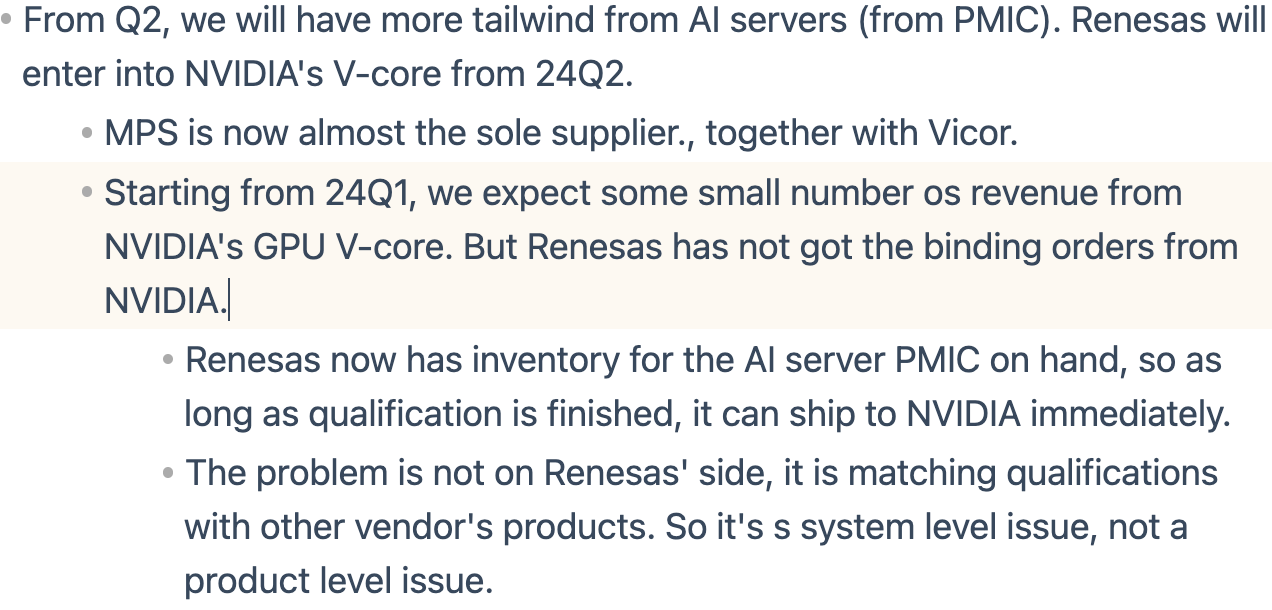 From Q2, we will have more tailwind from AI servers (from PMIC). Renesas will
enter into NVIDIA's V-core from 24Q2.
MPS is now almost the sole supplier., together with Vicor.
Starting from 24Q1, we expect some small number os revenue from
NVIDIA's GPU V-core. But Renesas has not got the binding orders from
NVIDIA.
Renesas now has inventory for the AI server PMIC on hand, so as
long as qualification is finished, it can ship to NVIDIA immediately.
The problem is not on Renesas' side, it is matching qualifications
with other vendor's products. So it's s system level issue, not a
product level issue.